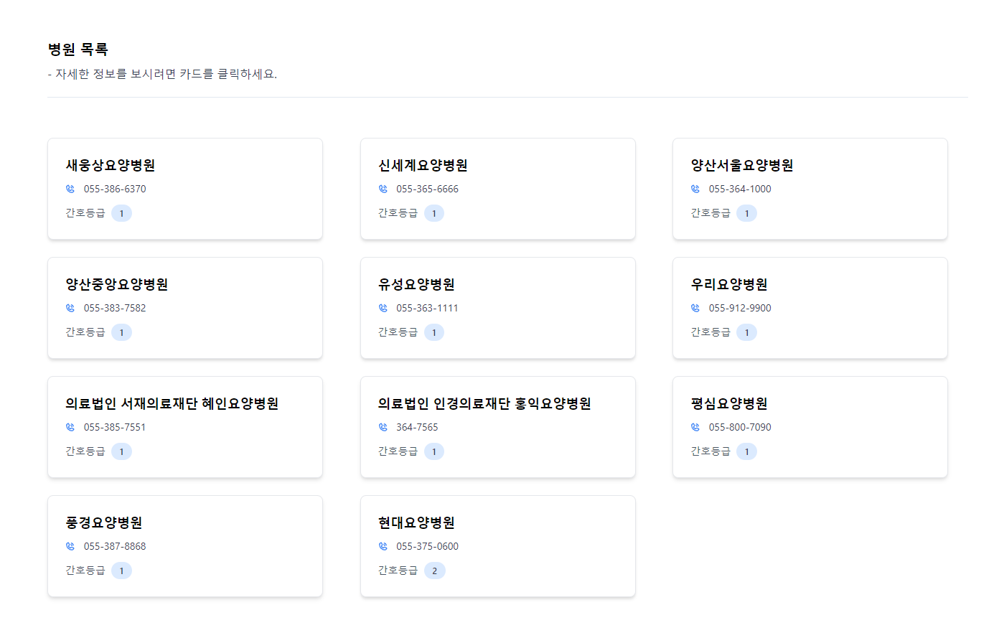 병원 목록
- 자세한 정보를 보시려면 카드를 클릭하세요.
새웅상요양병원
055-386-6370
간호등급 1
신세계요양병원
055-365-6666
간호등급 1
양산서울요양병원
055-364-1000
간호등급 1
양산중앙요양병원
055-383-7582
간호등급 1
유성요양병원
055-363-1111
간호등급 1
우리요양병원
055-912-9900
간호등급 1
의료법인 서재의료재단 혜인요양병원
055-385-7551
간호등급 1
의료법인 인경의료재단 홍익요양병원
364-7565
간호등급 1
평심요양병원
055-800-7090
간호등급 1
풍경요양병원
055-387-8868
간호등급 1
현대요양병원
055-375-0600
간호등급 2